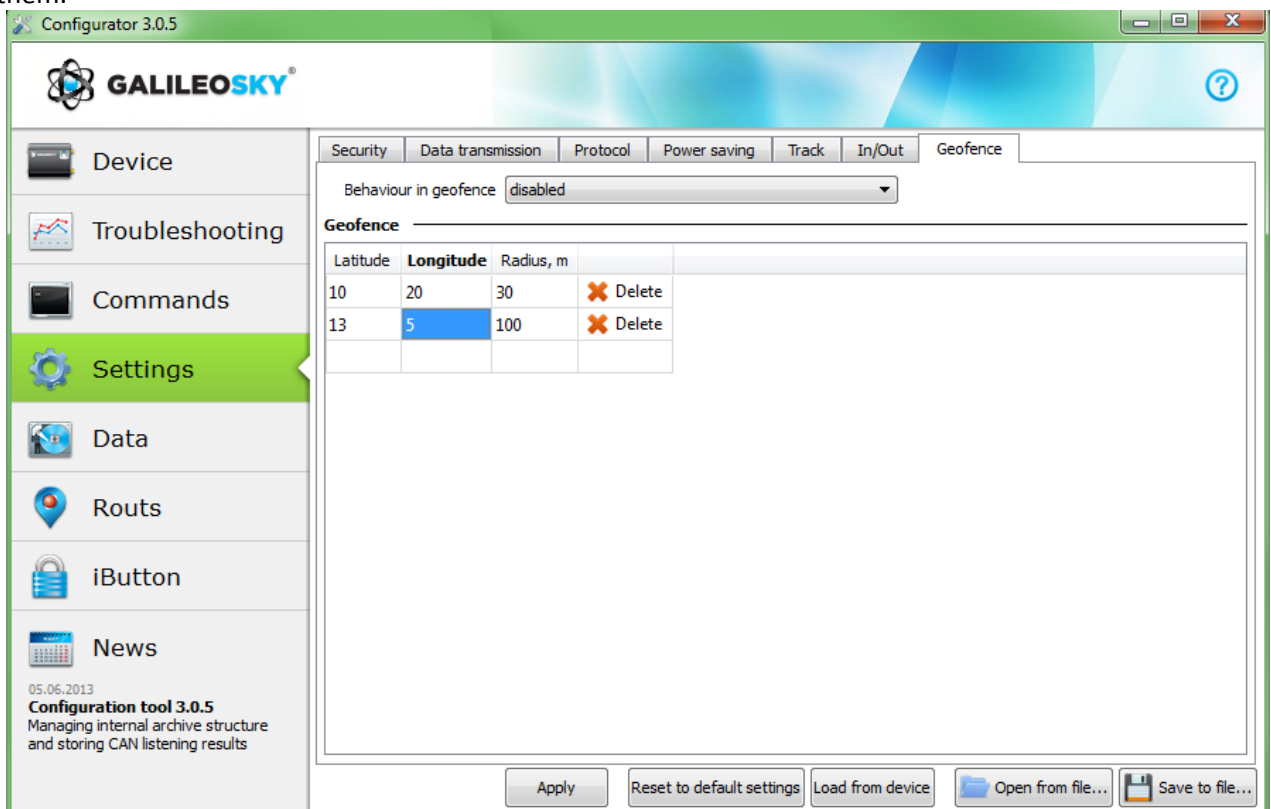 them.
Configurator 3.0.5
GALILEOSKY®
Device
Troubleshooting
Commands
Settings
Data
Routs
iButton
News
05.06.2013
Configuration tool 3.0.5
Managing internal archive structure
and storing CAN listening results
Security Data transmission Protocol Power saving Track In/Out Geofence
Behaviour in geofence disabled
Geofence
Latitude Longitude Radius, m
10 20 30 Delete
13 5 100 Delete
Apply Reset to default settings Load from device Open from file... Save to file...